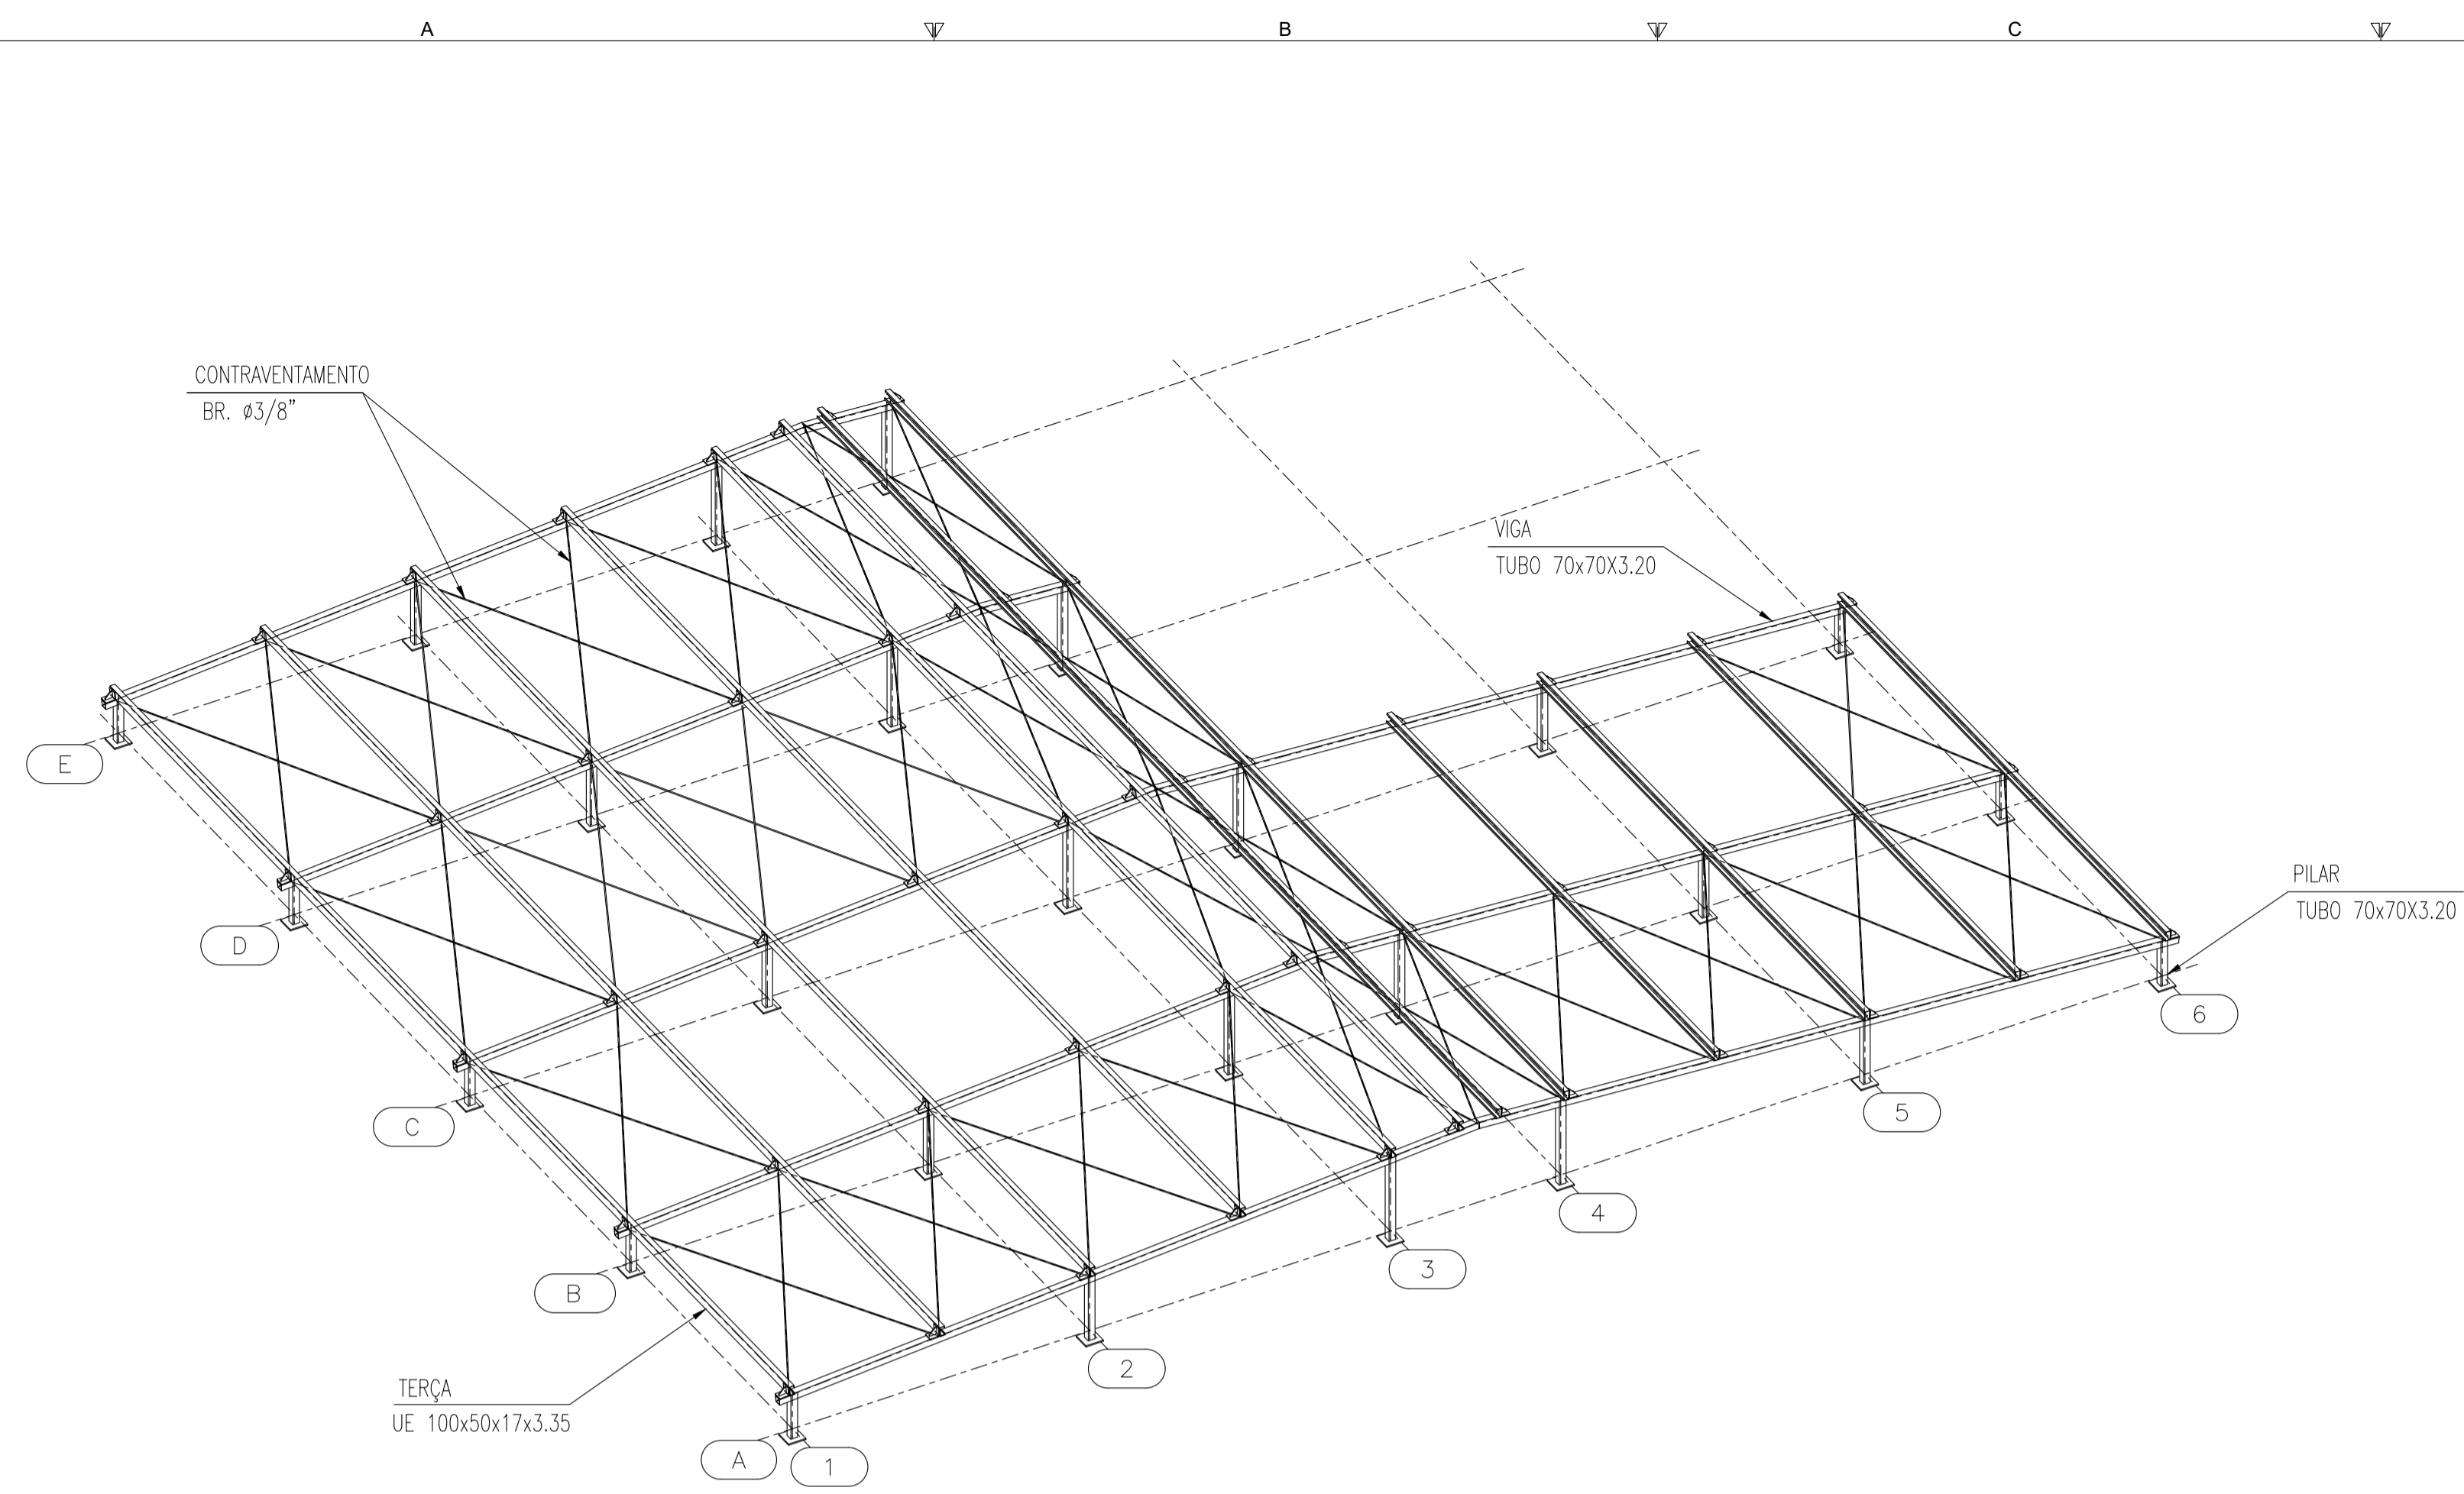 A B C
CONTRAVENTAMENTO
BR. ø3/8"
VIGA
TUBO 70x70X3.20
E
PILAR
TUBO 70x70X3.20
D
6
C
5
4
3
B
2
TERÇA
UE 100x50x17x3.35
A
1